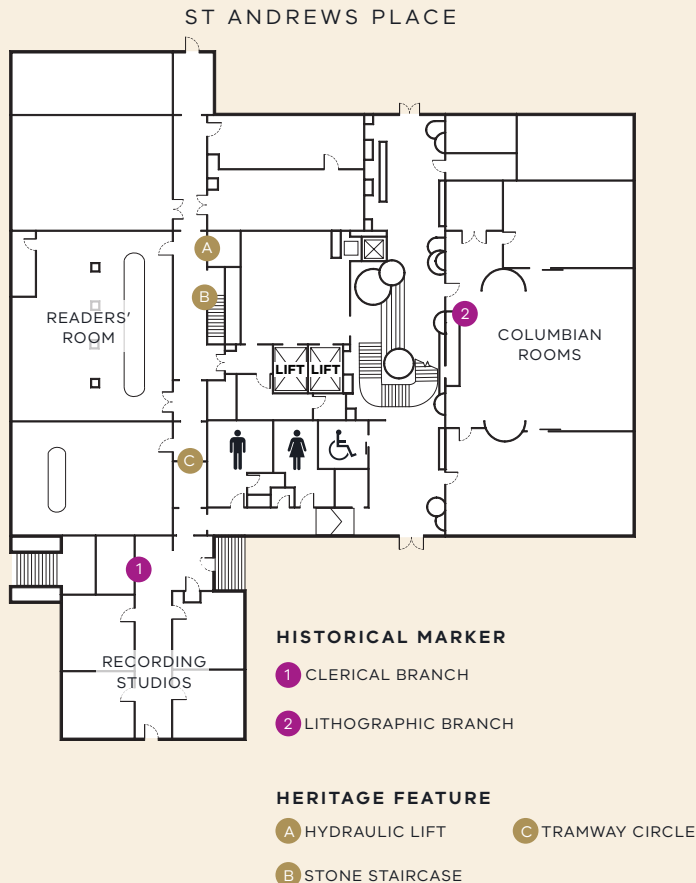 ST ANDREWS PLACE
A
B
READERS'
ROOM
2
COLUMBIAN
ROOMS
LIFT LIFT
C
1
RECORDING
STUDIOS
HISTORICAL MARKER
1 CLERICAL BRANCH
2 LITHOGRAPHIC BRANCH
HERITAGE FEATURE
A HYDRAULIC LIFT C TRAMWAY CIRCLE
B STONE STAIRCASE